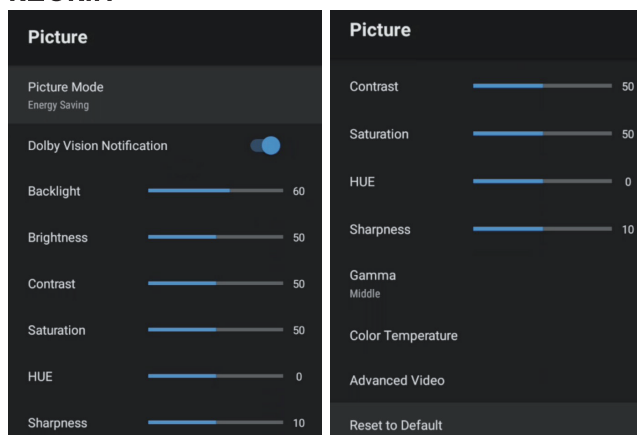 Picture
Picture Mode
Energy Saving
Dolby Vision Notification
Backlight 60
Brightness 50
Contrast 50
Saturation 50
HUE 0
Sharpness 10
Picture
Contrast 50
Saturation 50
HUE 0
Sharpness 10
Gamma
Middle
Color Temperature
Advanced Video
Reset to Default